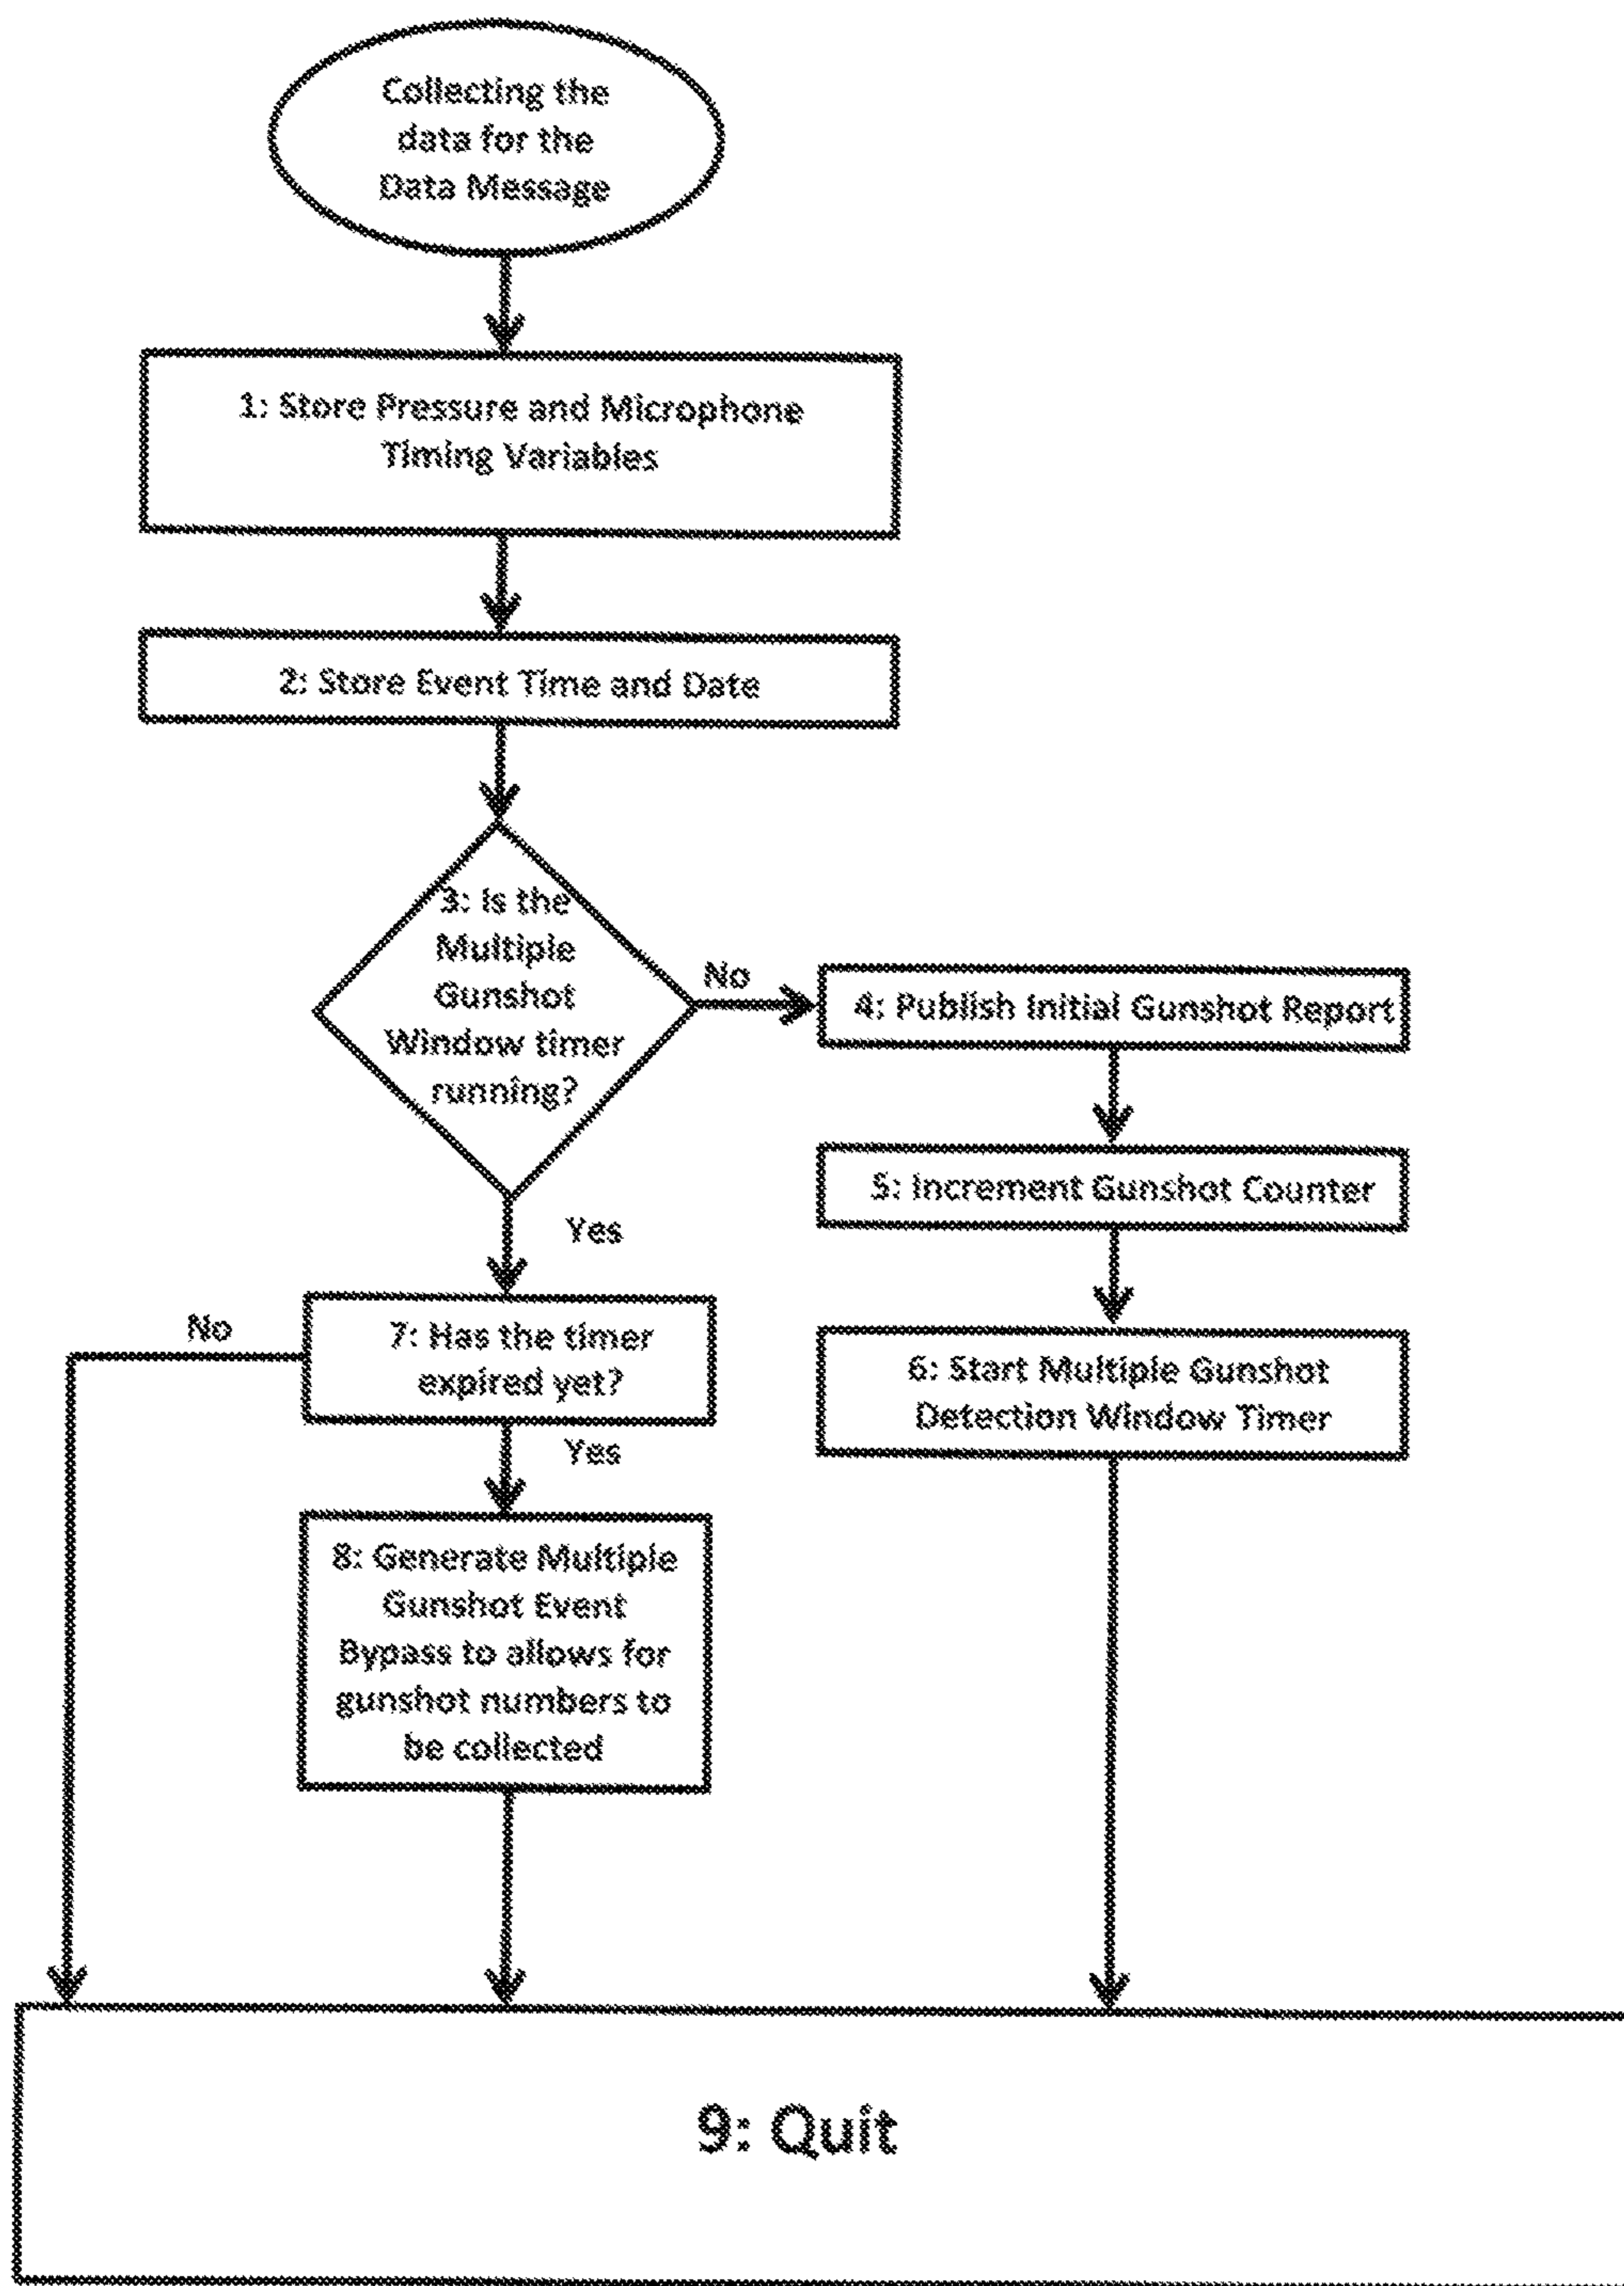 Collecting the
data for the
Data Message
1: Store Pressure and Microphone
Timing Variables
2: Store Event Time and Date
3: Is the
Multiple
Gunshot
Window timer
running?
No
4: Publish Initial Gunshot Report
5: Increment Gunshot Counter
6: Start Multiple Gunshot
Detection Window Timer
Yes
7: Has the timer
expired yet?
No
Yes
8: Generate Multiple
Gunshot Event
Bypass to allows for
gunshot numbers to
be collected
9: Quit